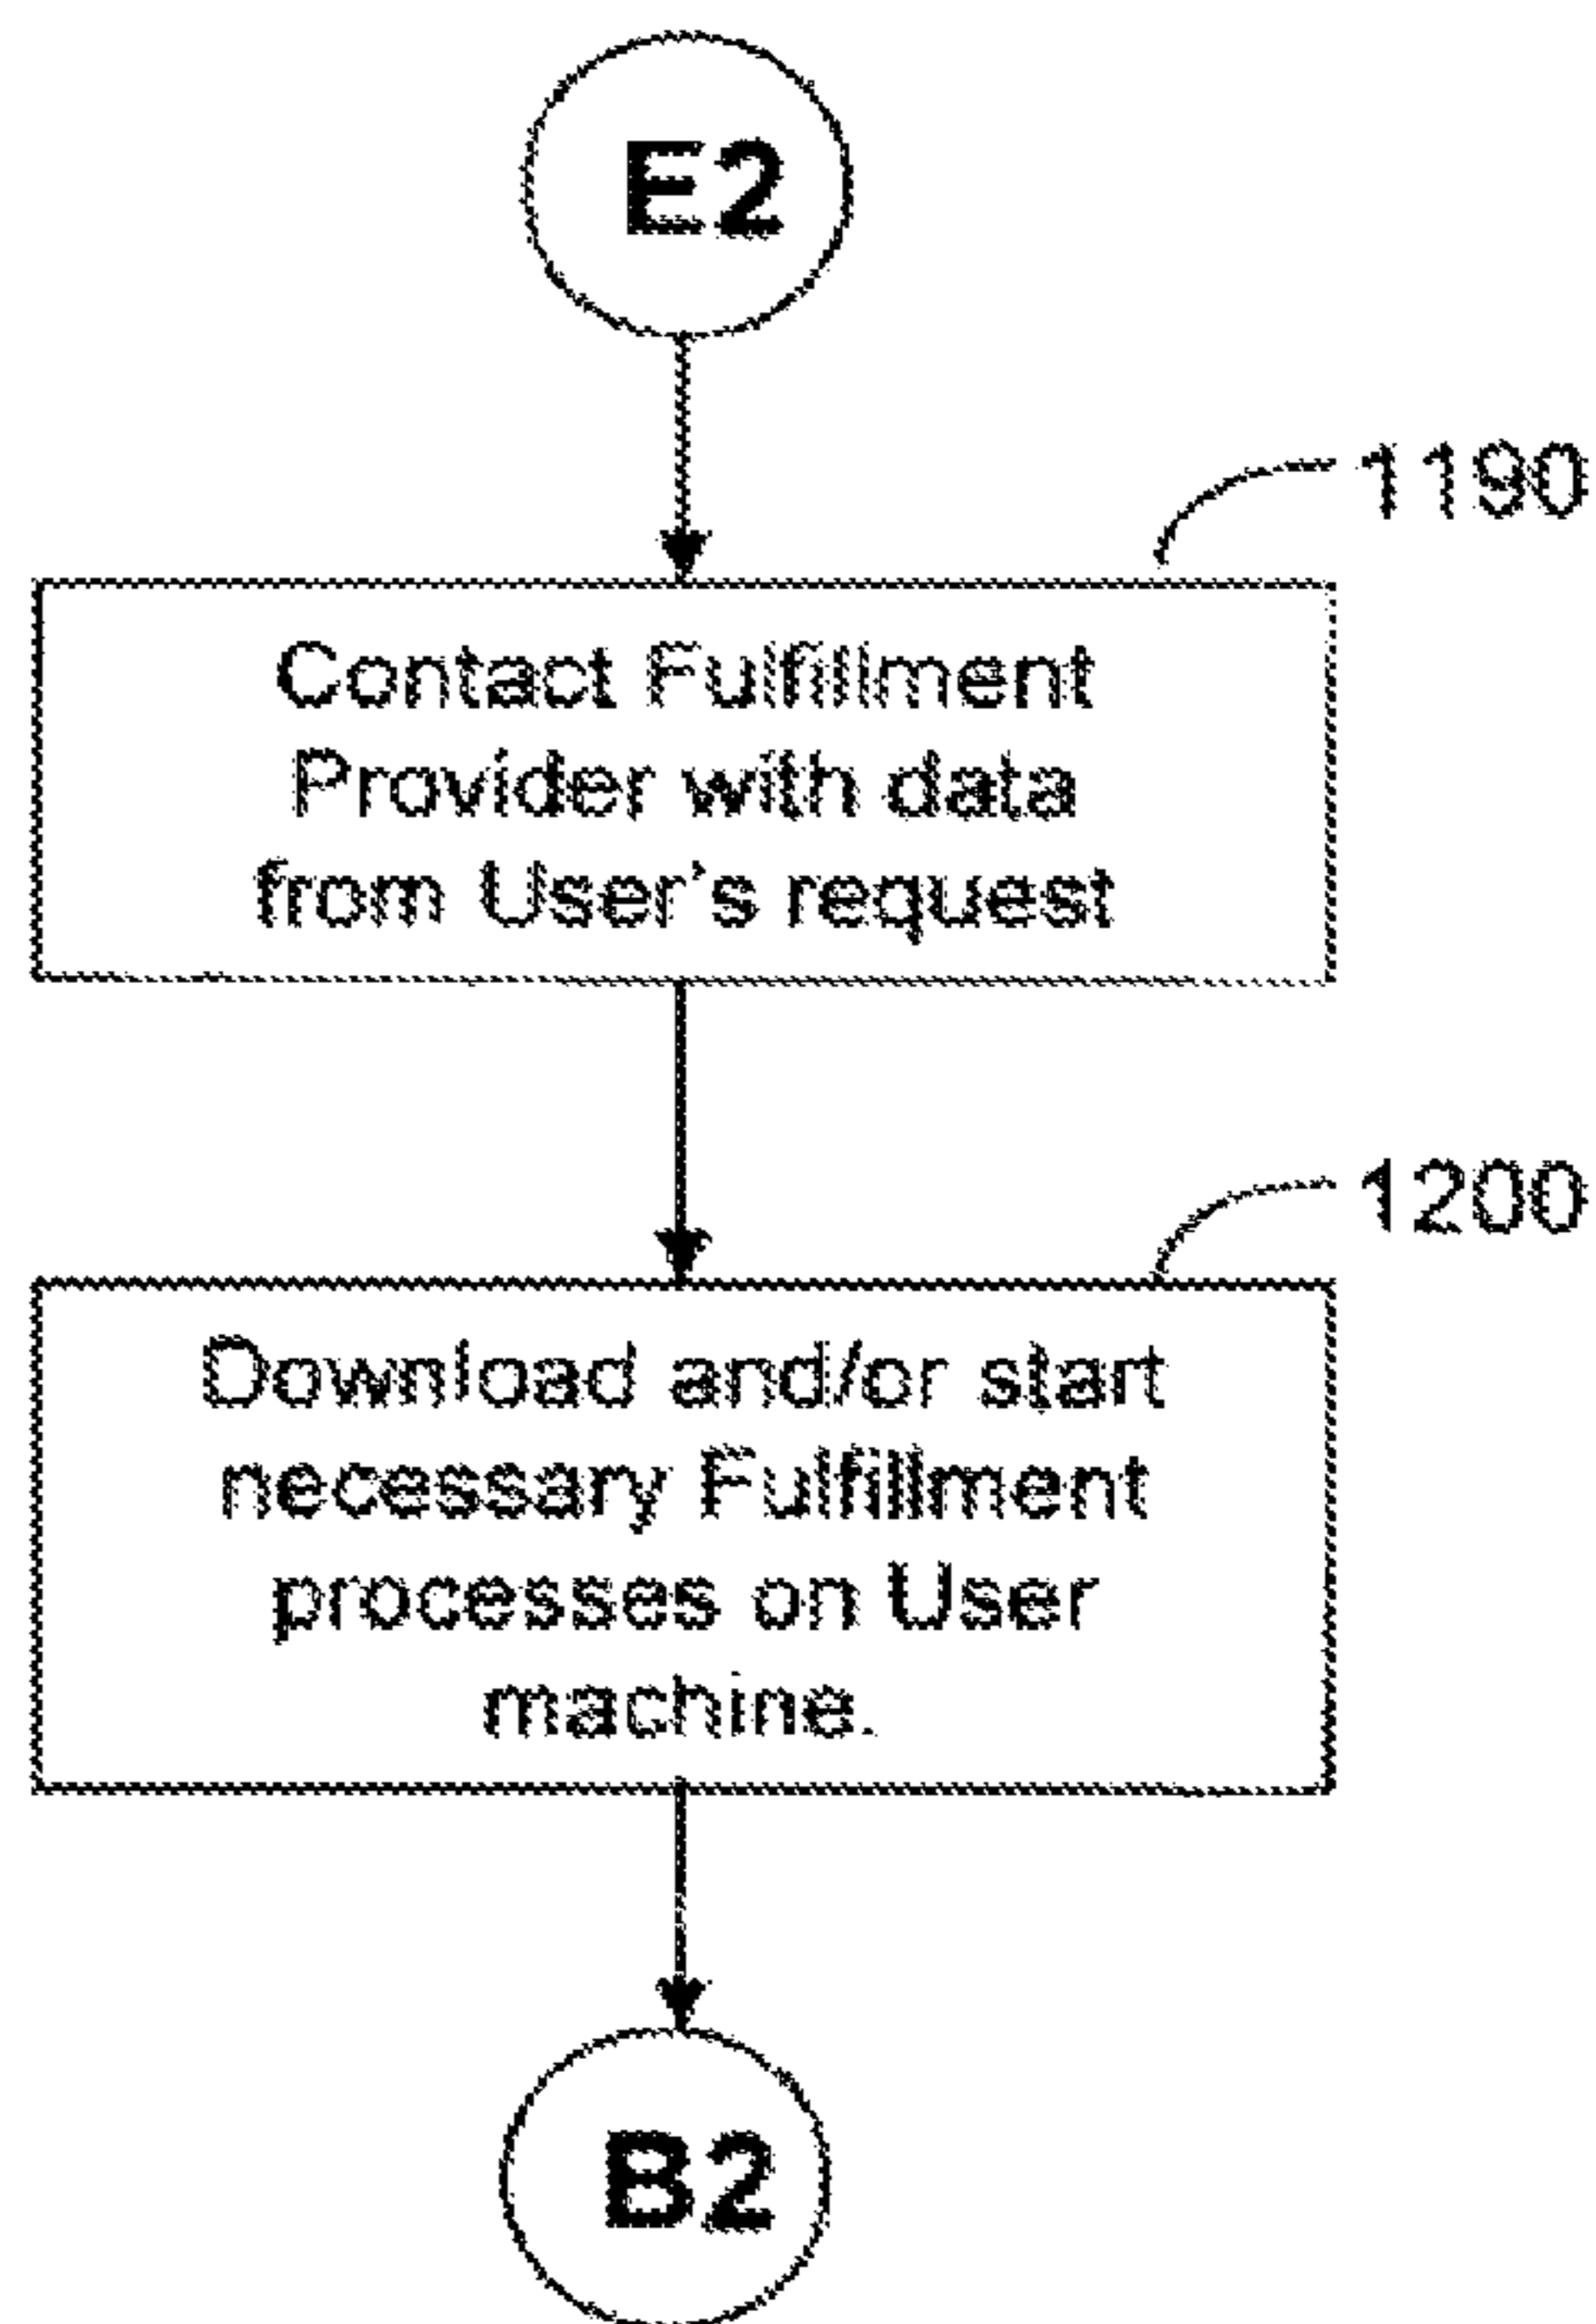 E2
1190
Contact Fulfillment
Provider with data
from User's request
1200
Download and/or start
necessary Fulfillment
processes on User
machine.
B2